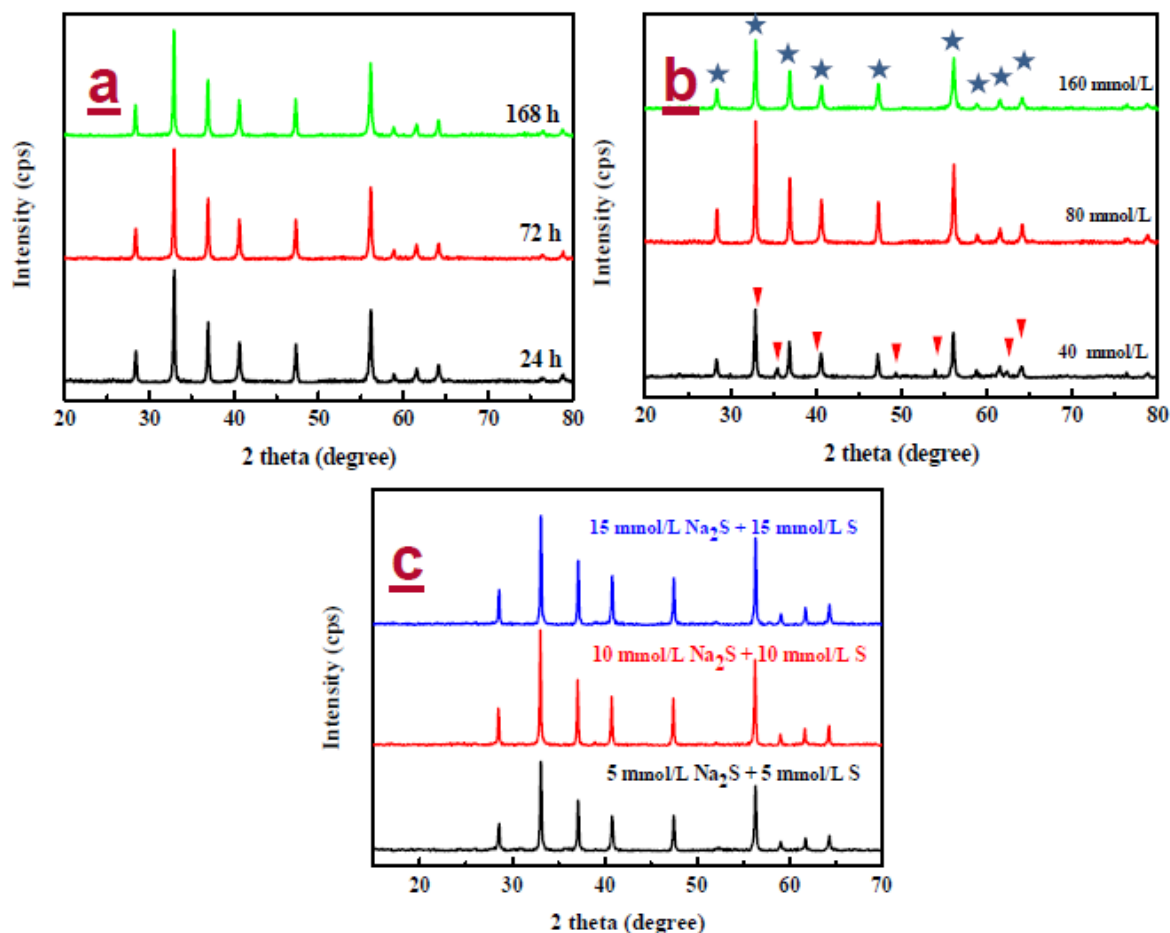 a
168 h
72 h
24 h
Intensity (cps)
20 30 40 50 60 70 80
2 theta (degree)
b
160 mmol/L
80 mmol/L
40 mmol/L
Intensity (cps)
20 30 40 50 60 70 80
2 theta (degree)
c
15 mmol/L Na₂S + 15 mmol/L S
10 mmol/L Na₂S + 10 mmol/L S
5 mmol/L Na₂S + 5 mmol/L S
Intensity (cps)
20 30 40 50 60 70
2 theta (degree)